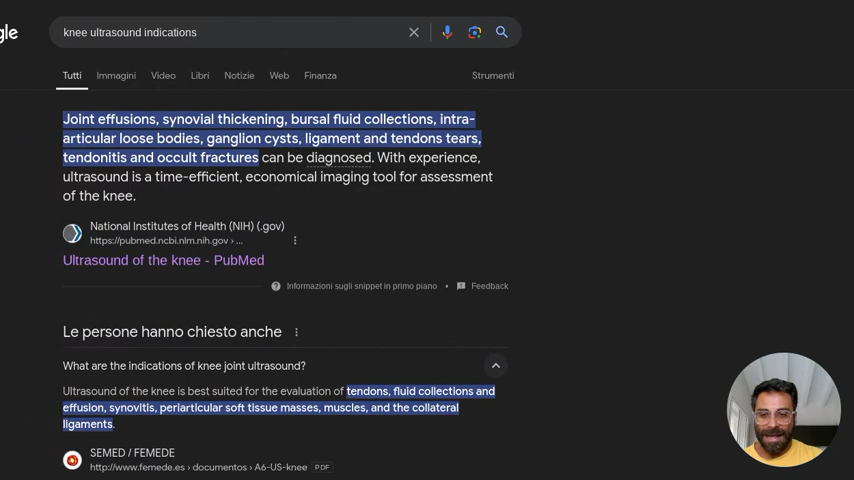 gle
knee ultrasound indications
Tutti Immagini Video Libri Notizie Web Finanza Strumenti
Joint effusions, synovial thickening, bursal fluid collections, intra-
articular loose bodies, ganglion cysts, ligament and tendons tears,
tendonitis and occult fractures can be diagnosed. With experience,
ultrasound is a time-efficient, economical imaging tool for assessment
of the knee.
National Institutes of Health (NIH) (.gov)
https://pubmed.ncbi.nlm.nih.gov › ...
Ultrasound of the knee - PubMed
Informazioni sugli snippet in primo piano • Feedback
Le persone hanno chiesto anche
What are the indications of knee joint ultrasound?
Ultrasound of the knee is best suited for the evaluation of tendons, fluid collections and
effusion, synovitis, periarticular soft tissue masses, muscles, and the collateral
ligaments.
SEMED / FEMEDE
http://www.femede.es › documentos › A6-US-knee PDF